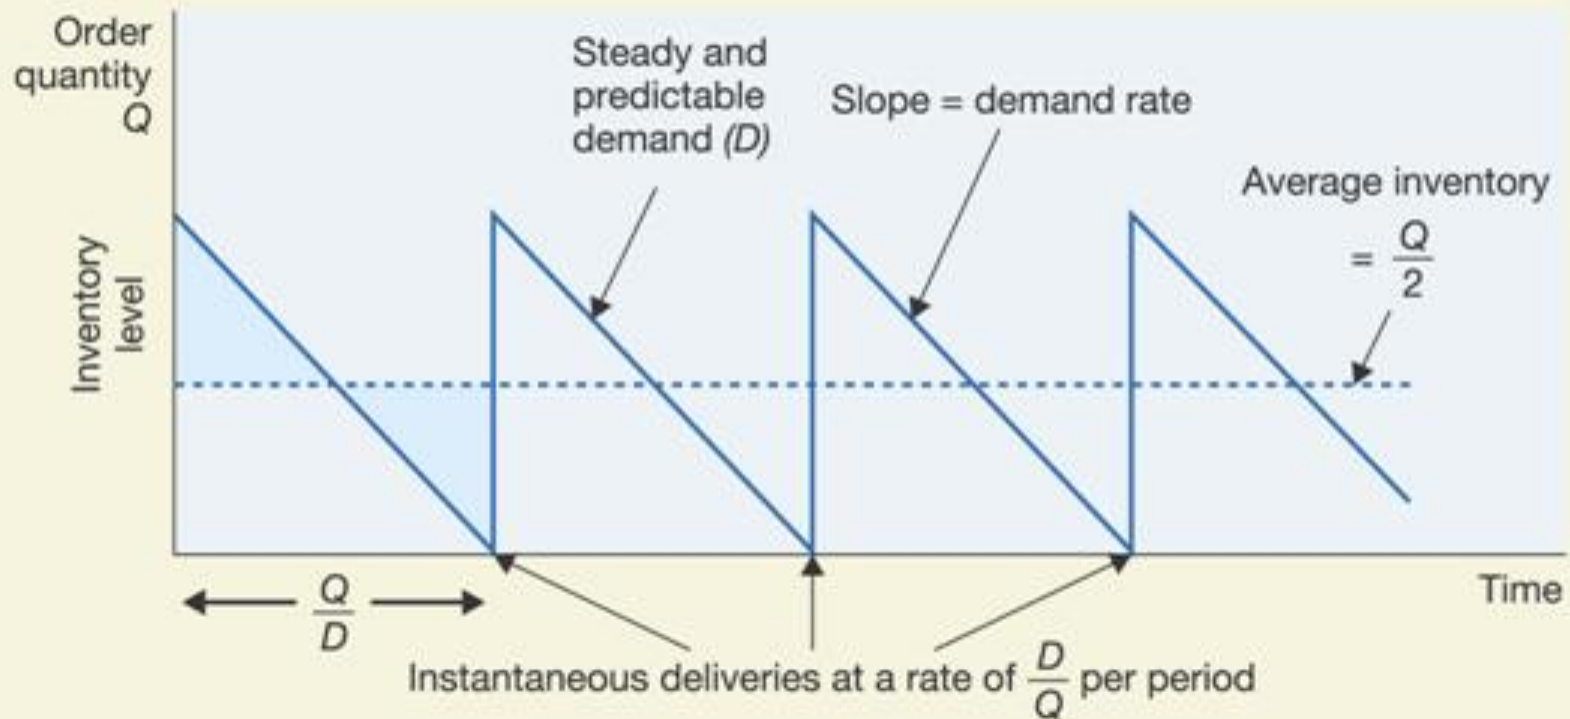 Order
quantity
Q
Steady and
predictable
demand (D)
Slope = demand rate
Average inventory
= Q/2
Inventory
level
Q/D
Time
Instantaneous deliveries at a rate of D/Q per period